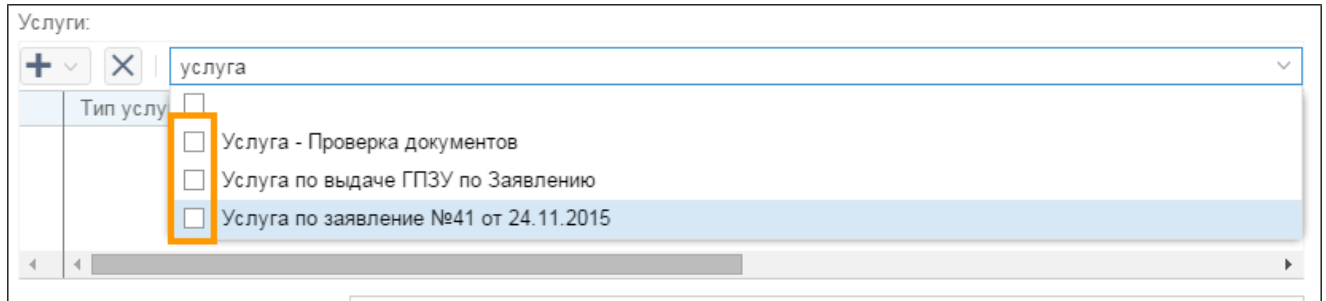 Услуги:
услуга
Тип услу
Услуга - Проверка документов
Услуга по выдаче ГПЗУ по Заявлению
Услуга по заявление №41 от 24.11.2015